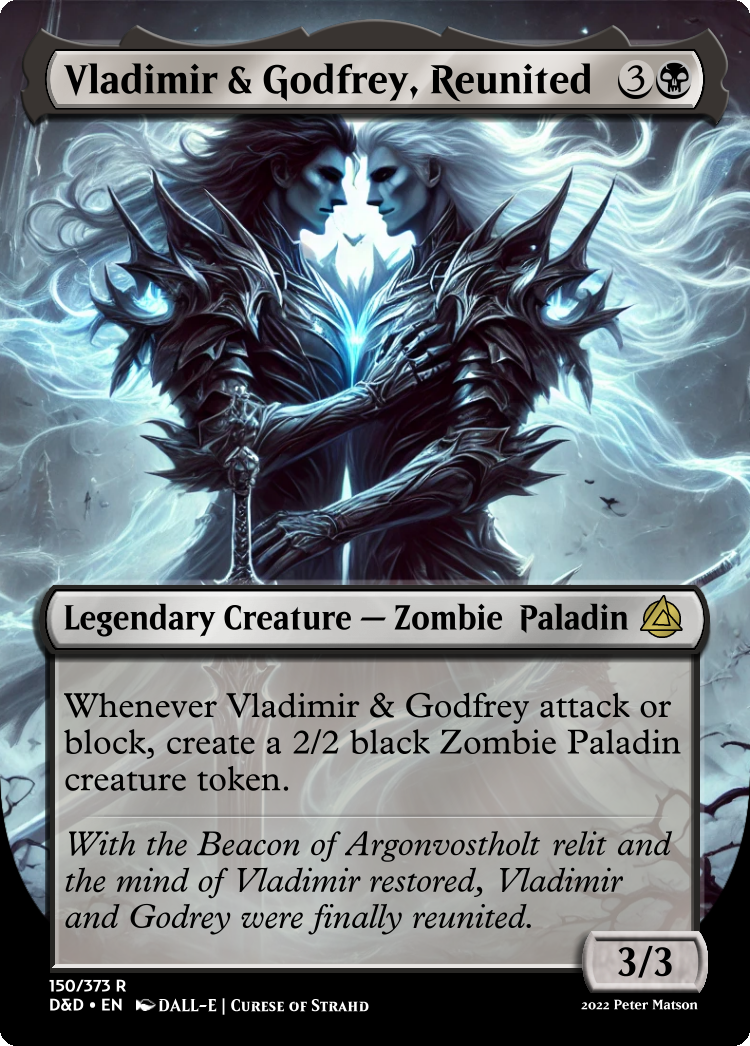 Vladimir & Godfrey, Reunited 3
Legendary Creature — Zombie Paladin
Whenever Vladimir & Godfrey attack or
block, create a 2/2 black Zombie Paladin
creature token.
With the Beacon of Argonvostholt relit and
the mind of Vladimir restored, Vladimir
and Godrey were finally reunited.
3/3
150/373 R
D&D • EN DALL-E | Curese of Strahd
2022 Peter Matson